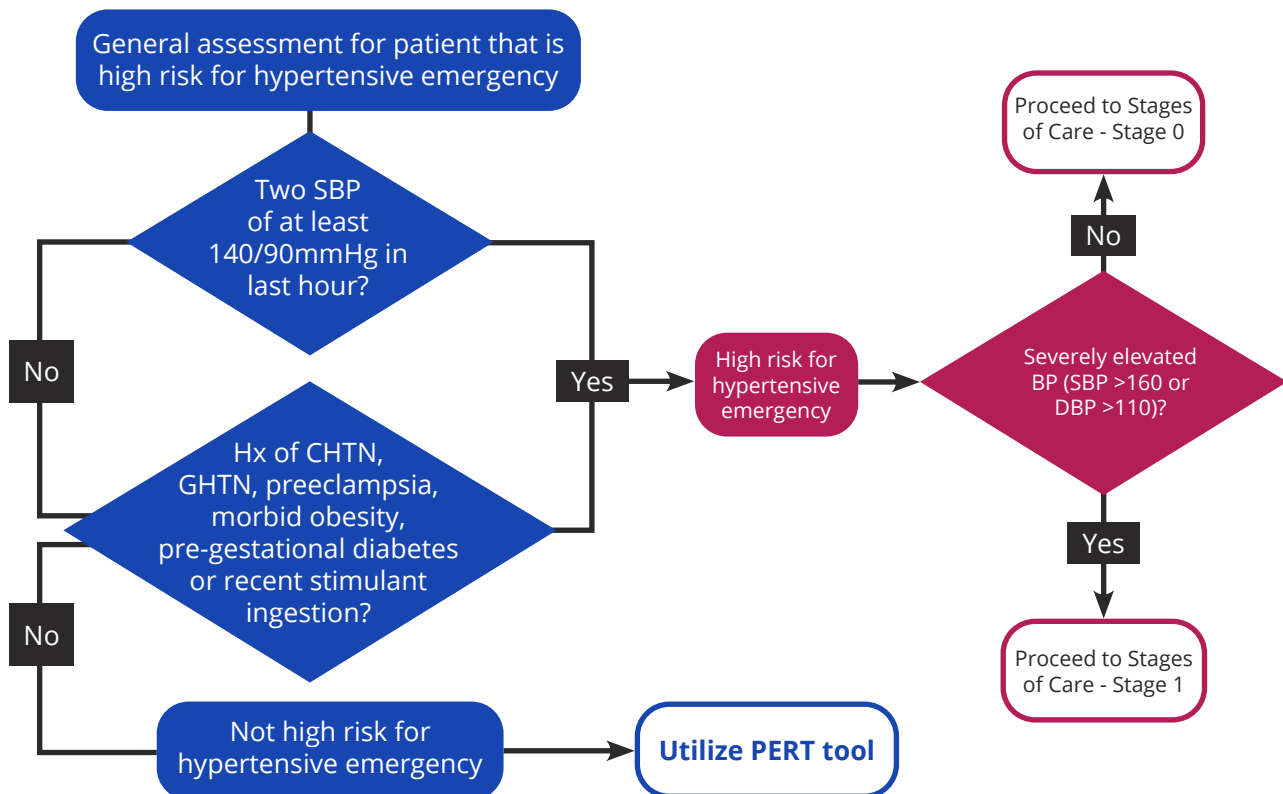 General assessment for patient that is
high risk for hypertensive emergency
Two SBP
of at least
140/90mmHg in
last hour?
No
Hx of CHTN,
GHTN, preeclampsia,
morbid obesity,
pre-gestational diabetes
or recent stimulant
ingestion?
No
Not high risk for
hypertensive emergency
Utilize PERT tool
Yes
High risk for
hypertensive
emergency
Severely elevated
BP (SBP >160 or
DBP >110)?
No
Proceed to Stages
of Care - Stage 0
Yes
Proceed to Stages
of Care - Stage 1